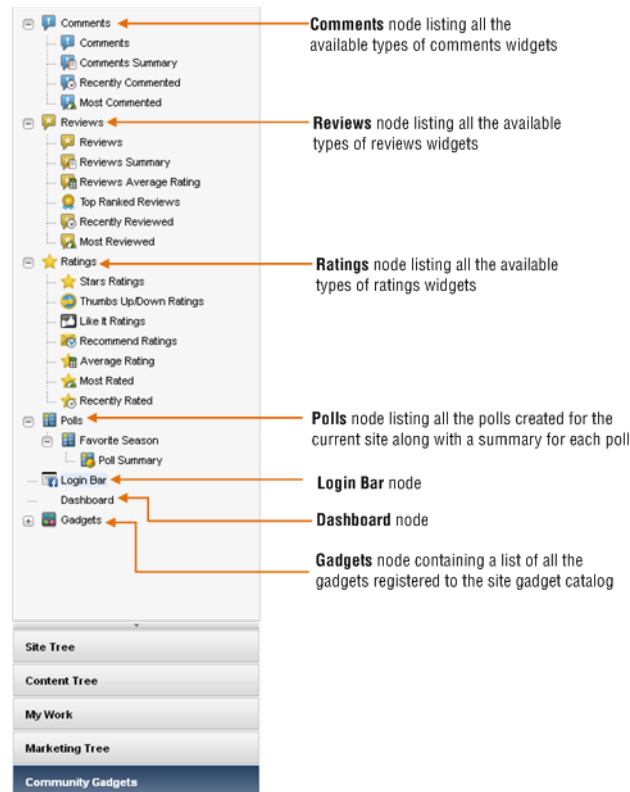 Comments
Comments node listing all the
available types of comments widgets
Comments
Comments Summary
Recently Commented
Most Commented
Reviews
Reviews node listing all the available
types of reviews widgets
Reviews
Reviews Summary
Reviews Average Rating
Top Ranked Reviews
Recently Reviewed
Most Reviewed
Ratings
Ratings node listing all the available
types of ratings widgets
Stars Ratings
Thumbs Up/Down Ratings
Like It Ratings
Recommend Ratings
Average Rating
Most Rated
Recently Rated
Polls
Polls node listing all the polls created for the
current site along with a summary for each poll
Favorite Season
Poll Summary
Login Bar
Login Bar node
Dashboard
Dashboard node
Gadgets
Gadgets node containing a list of all the
gadgets registered to the site gadget catalog
Site Tree
Content Tree
My Work
Marketing Tree
Community Gadgets